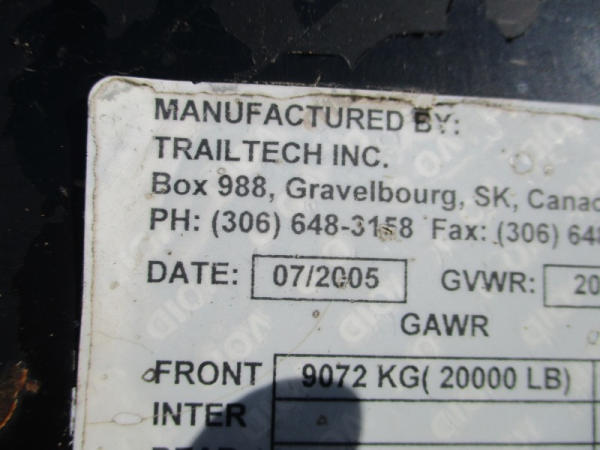 MANUFACTURED BY:
TRAILTECH INC.
Box 988, Gravelbourg, SK, Canad
PH: (306) 648-3158 Fax: (306) 648
DATE: 07/2005 GVWR: 20
GAWR
FRONT 9072 KG( 20000 LB)
INTER